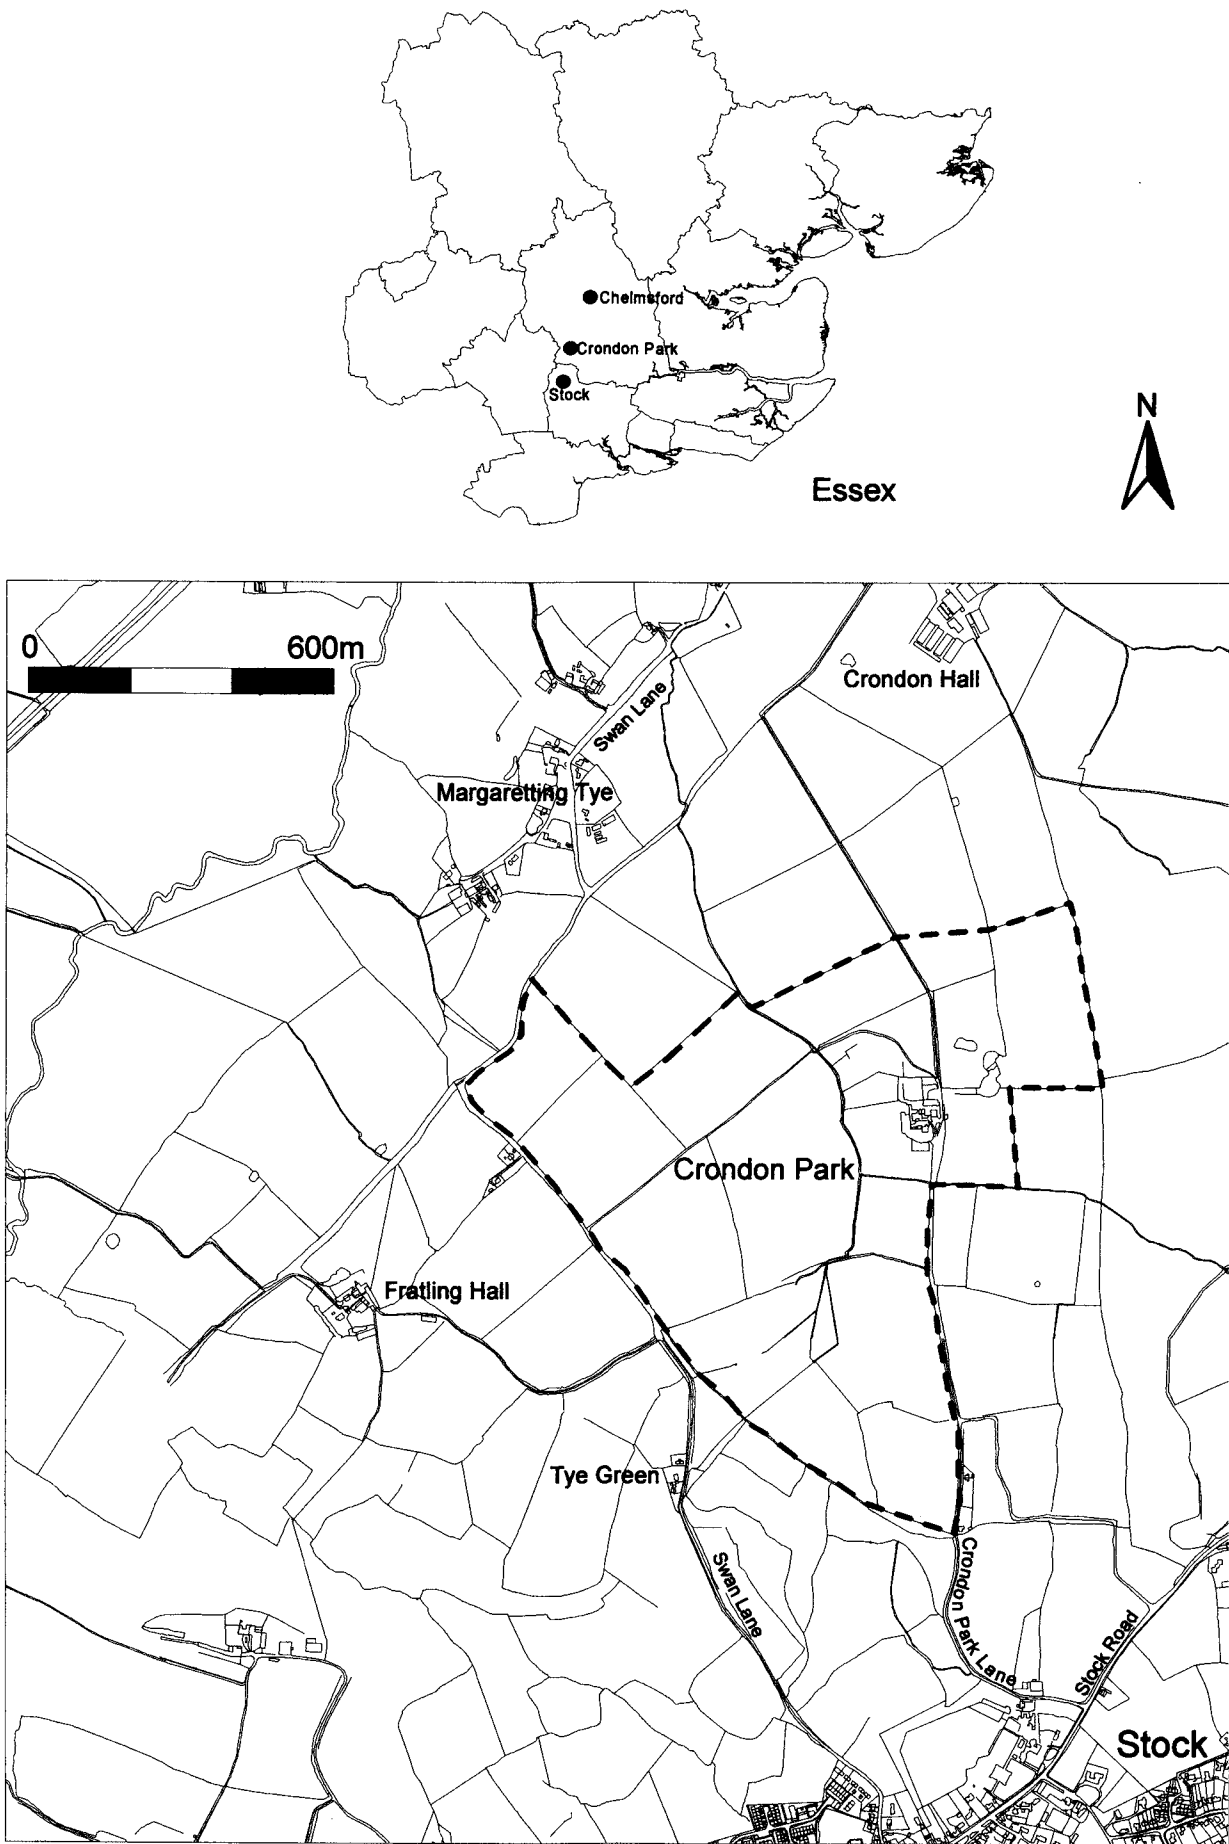 Chelmsford
Crondon Park
Stock
N
Essex
0 600m
Crondon Hall
Swan Lane
Margaretting Tye
Crondon Park
Fratling Hall
Tye Green
Swan Lane
Crondon Park Lane
Stock Road
Stock